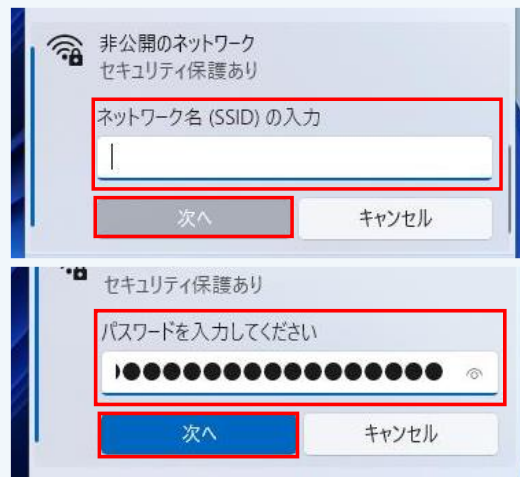 非公開のネットワーク
セキュリティ保護あり
ネットワーク名 (SSID) の入力
次へ
キャンセル
セキュリティ保護あり
パスワードを入力してください
次へ
キャンセル